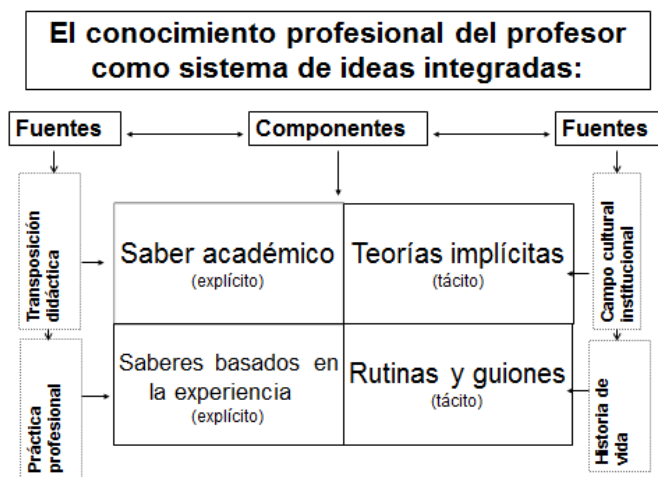 El conocimiento profesional del profesor
como sistema de ideas integradas:
Fuentes
Componentes
Fuentes
Transposición
didáctica
Saber académico
(explícito)
Teorías implícitas
(tácito)
Campo cultural
institucional
Práctica
profesional
Saberes basados en
la experiencia
(explícito)
Rutinas y guiones
(tácito)
Historia de
vida